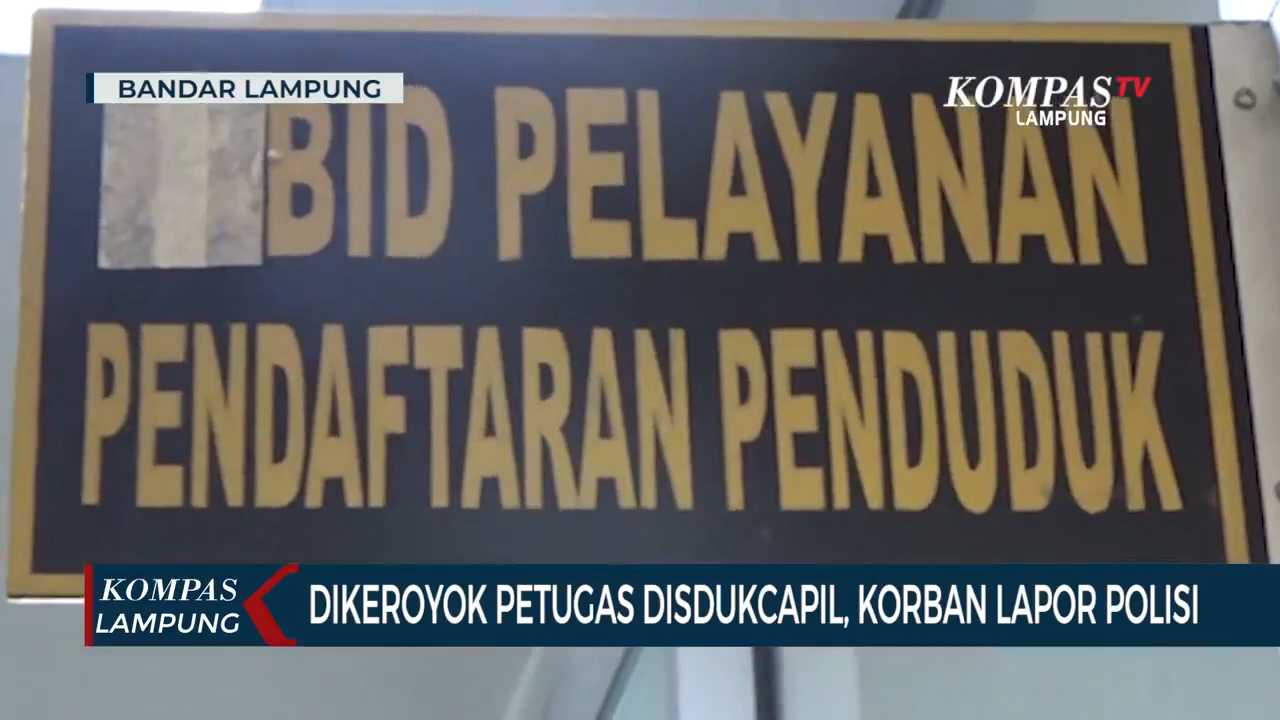 BANDAR LAMPUNG
KOMPAS TV
LAMPUNG
BID PELAYANAN
PENDAFTARAN PENDUDUK
KOMPAS
LAMPUNG
DIKEROYOK PETUGAS DISDUKCAPIL, KORBAN LAPOR POLISI